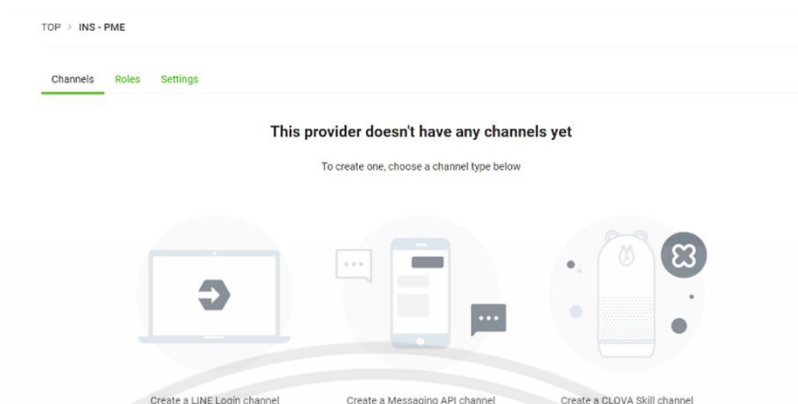 TOP > INS - PME
Channels Roles Settings
This provider doesn't have any channels yet
To create one, choose a channel type below
Create a LINE Login channel Create a Messaging API channel Create a CLOVA Skill channel